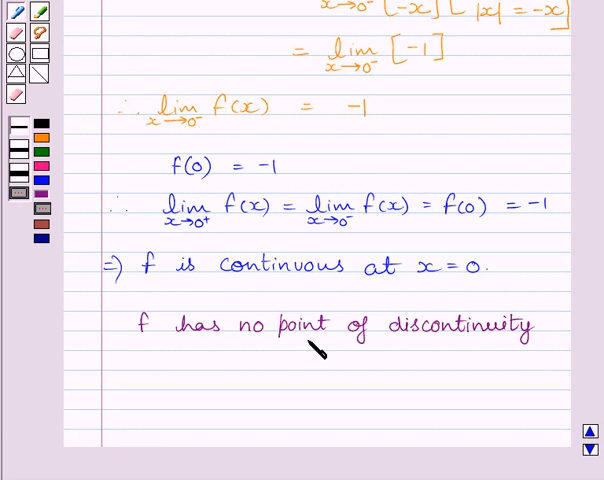 x→0⁻ [-x] [ |x| = -x]
= lim x→0⁻ [-1]
∴ lim x→0⁻ f(x) = -1
f(0) = -1
∴ lim x→0⁺ f(x) = lim x→0⁻ f(x) = f(0) = -1
⇒ f is continuous at x=0.
f has no point of discontinuity